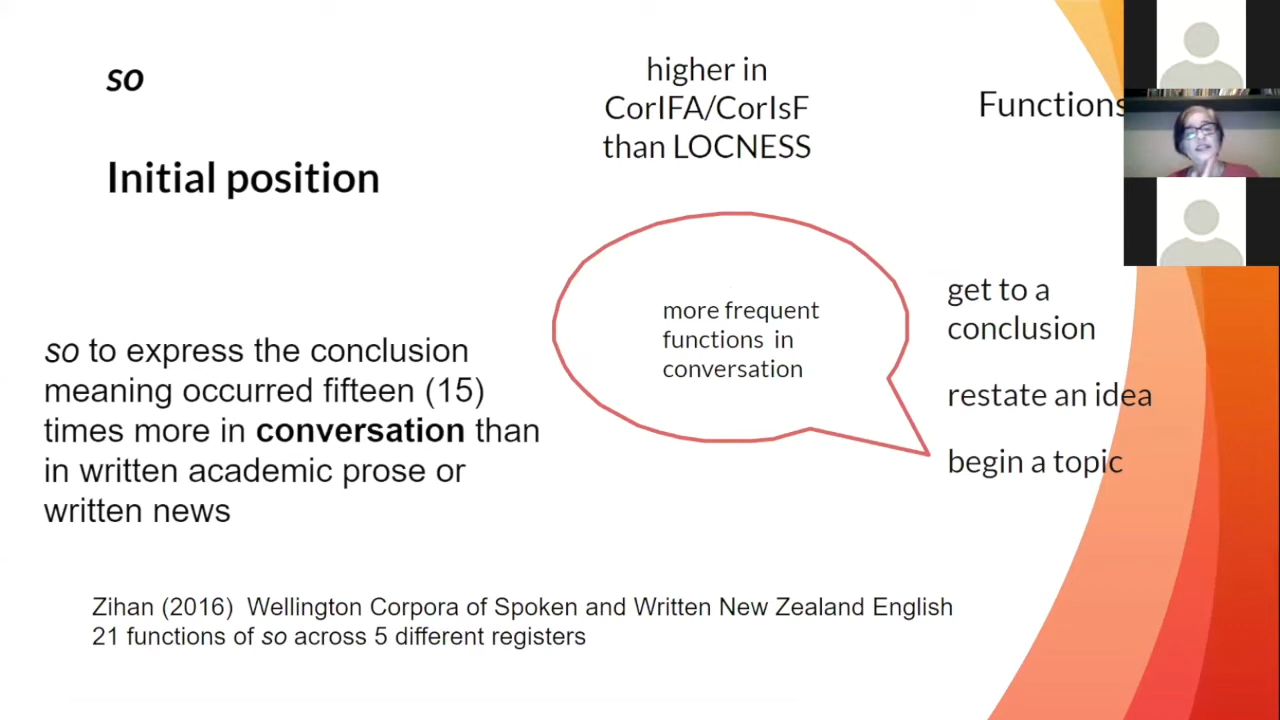 so
Initial position
higher in
CorIFA/CorIsF
than LOCNESS
Functions
more frequent
functions in
conversation
get to a
conclusion
restate an idea
begin a topic
so to express the conclusion
meaning occurred fifteen (15)
times more in conversation than
in written academic prose or
written news
Zihan (2016) Wellington Corpora of Spoken and Written New Zealand English
21 functions of so across 5 different registers